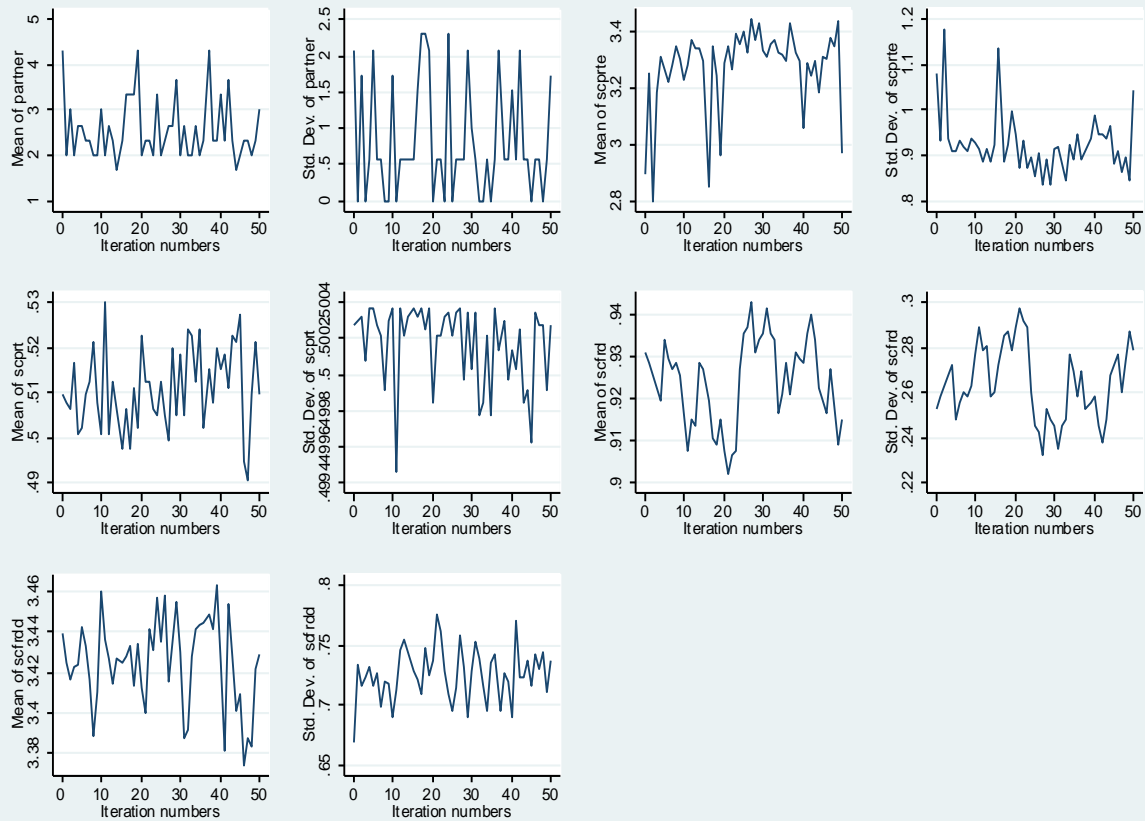 Mean of partner
5
4
3
2
1
0 10 20 30 40 50
Iteration numbers
Std. Dev. of partner
2.5
2
1.5
1
.5
0
0 10 20 30 40 50
Iteration numbers
Mean of scprte
3.4
3.2
3
2.8
0 10 20 30 40 50
Iteration numbers
Std. Dev. of scprte
1.2
1.1
1
.9
.8
0 10 20 30 40 50
Iteration numbers
Mean of scprt
.53
.52
.51
.5
.49
0 10 20 30 40 50
Iteration numbers
Std. Dev. of scprt
.5004
.5002
.5
.4998
.4996
.4994
0 10 20 30 40 50
Iteration numbers
Mean of scfrd
.94
.93
.92
.91
.9
0 10 20 30 40 50
Iteration numbers
Std. Dev. of scfrd
.3
.28
.26
.24
.22
0 10 20 30 40 50
Iteration numbers
Mean of scfrdd
3.46
3.44
3.42
3.4
3.38
0 10 20 30 40 50
Iteration numbers
Std. Dev. of scfrdd
.8
.75
.7
.65
0 10 20 30 40 50
Iteration numbers